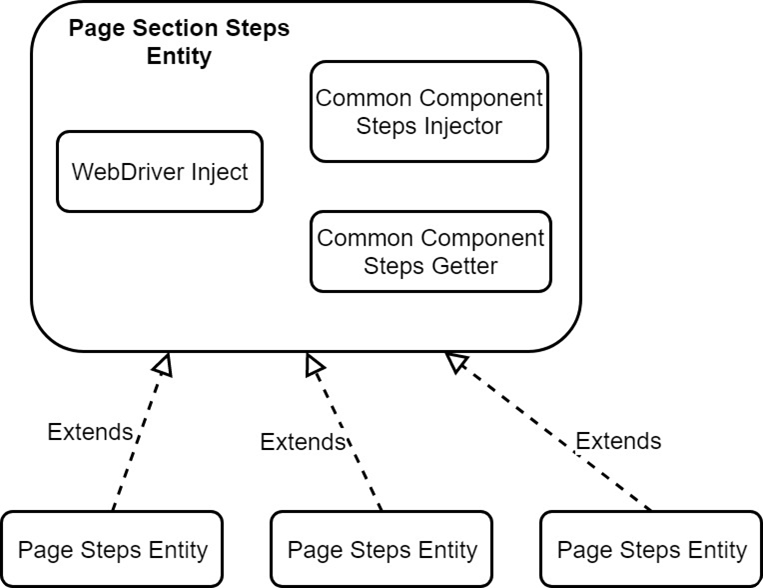 Page Section Steps
Entity
Common Component
Steps Injector
WebDriver Inject
Common Component
Steps Getter
Extends
Extends
Extends
Page Steps Entity
Page Steps Entity
Page Steps Entity